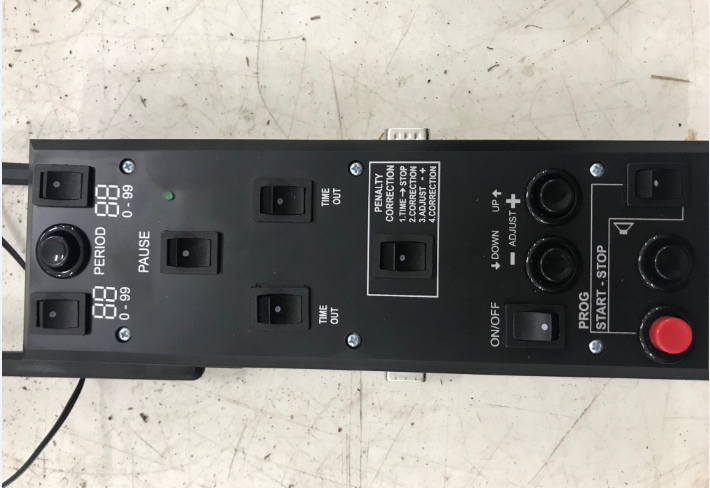 88
0 - 99
PERIOD
88
0 - 99
PAUSE
TIME
OUT
TIME
OUT
PENALTY
CORRECTION
1.TIME → STOP
2.CORRECTION
3.ADJUST - +
4.CORRECTION
↓ DOWN UP ↑
- ADJUST +
ON/OFF
PROG
START - STOP